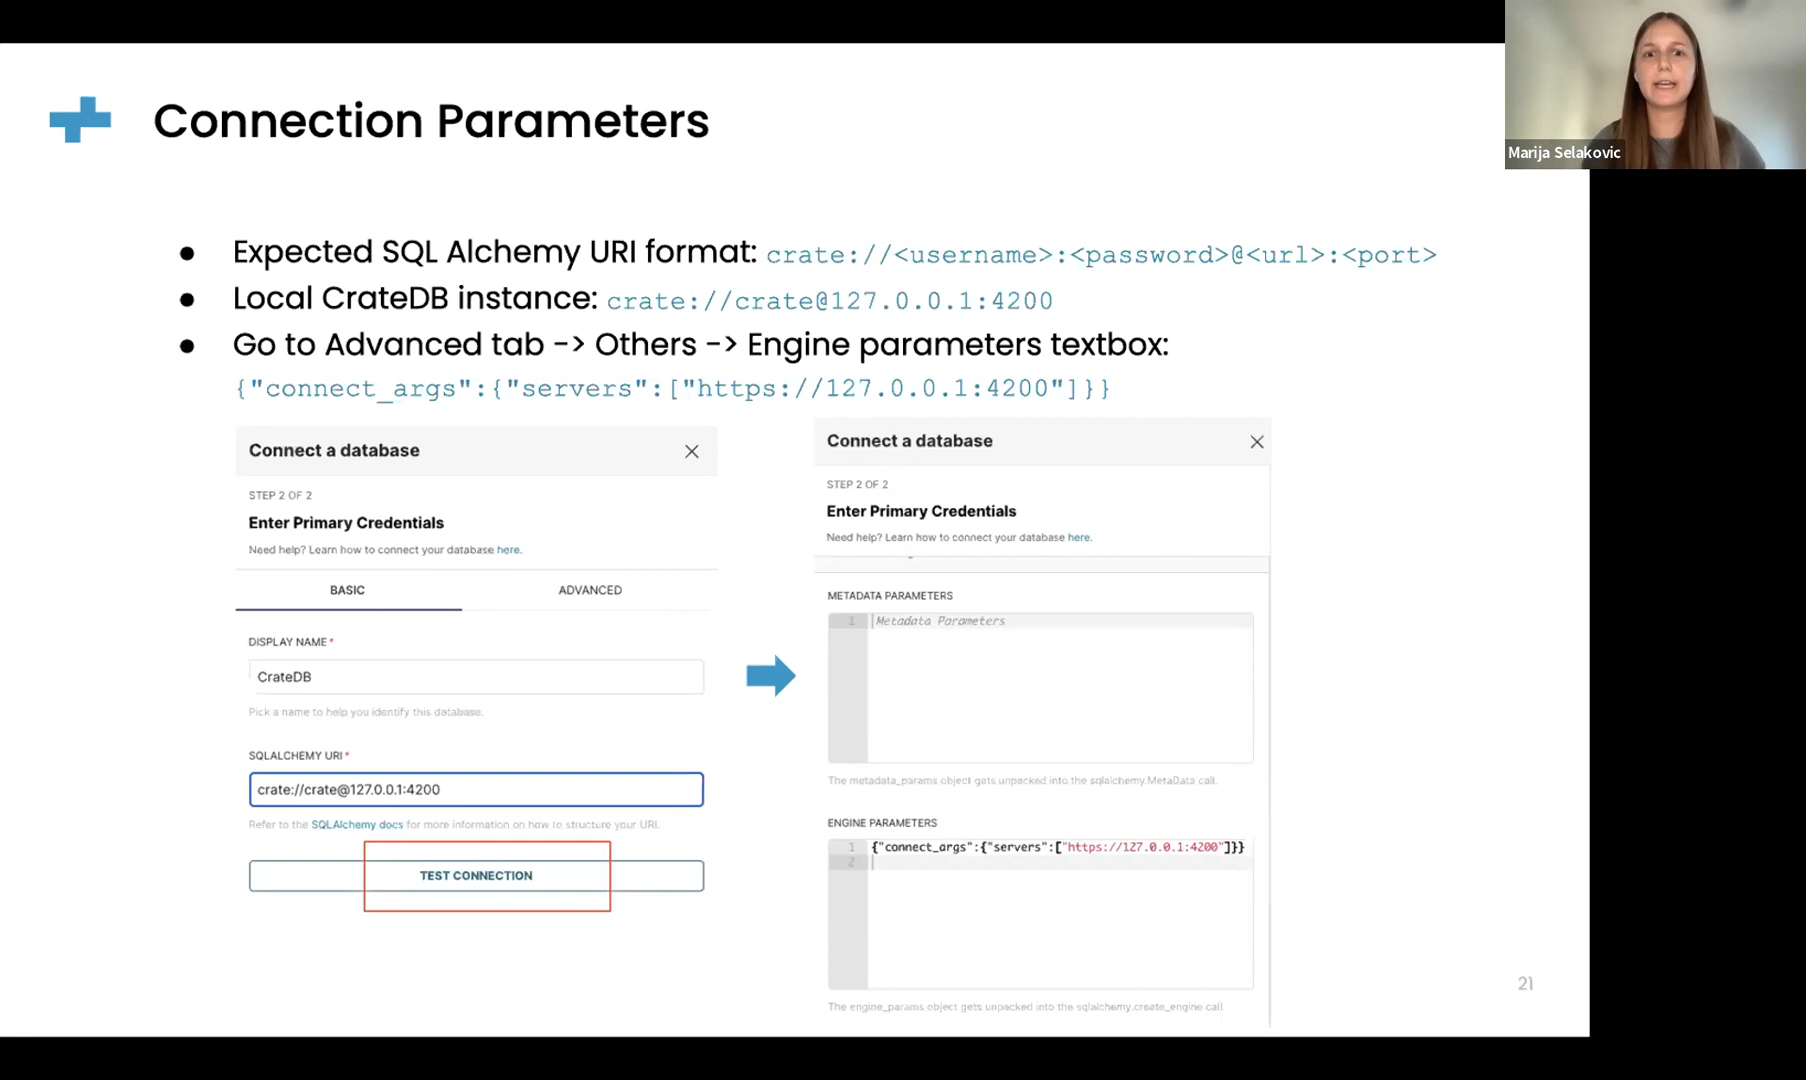 Connection Parameters
Marija Selakovic
Expected SQL Alchemy URI format: crate://<username>:<password>@<url>:<port>
Local CrateDB instance: crate://crate@127.0.0.1:4200
Go to Advanced tab -> Others -> Engine parameters textbox:
{"connect_args":{"servers":["https://127.0.0.1:4200"]}}
Connect a database
STEP 2 OF 2
Enter Primary Credentials
Need help? Learn how to connect your database here.
BASIC ADVANCED
DISPLAY NAME *
CrateDB
Pick a name to help you identify this database.
SQLALCHEMY URI *
crate://crate@127.0.0.1:4200
Refer to the SQLAlchemy docs for more information on how to structure your URI.
TEST CONNECTION
Connect a database
STEP 2 OF 2
Enter Primary Credentials
Need help? Learn how to connect your database here.
METADATA PARAMETERS
1 Metadata Parameters
The metadata_params object gets unpacked into the sqlalchemy.MetaData call.
ENGINE PARAMETERS
1 {"connect_args":{"servers":["https://127.0.0.1:4200"]}}
2
The engine_params object gets unpacked into the sqlalchemy.create_engine call.
21